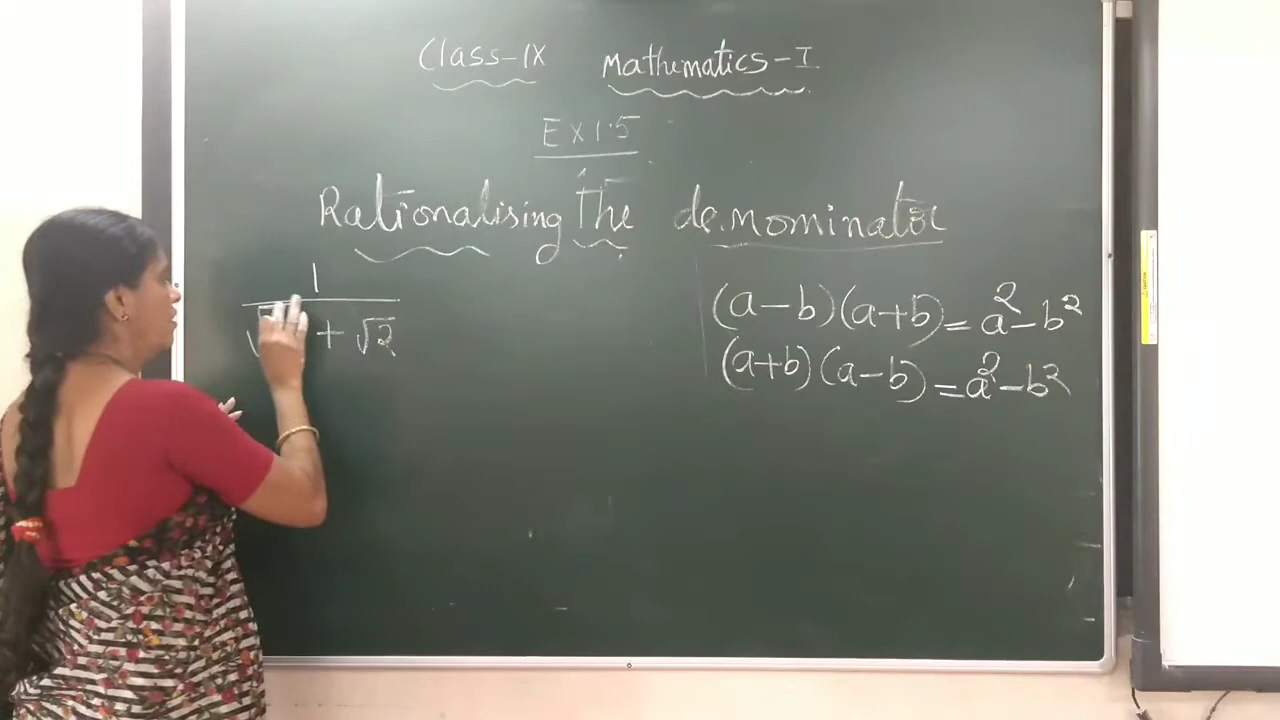 Class-IX Mathematics-I
Ex 1.5
Rationalising The denominator
1
√ + √2
(a-b)(a+b) = a²-b²
(a+b)(a-b) = a²-b²